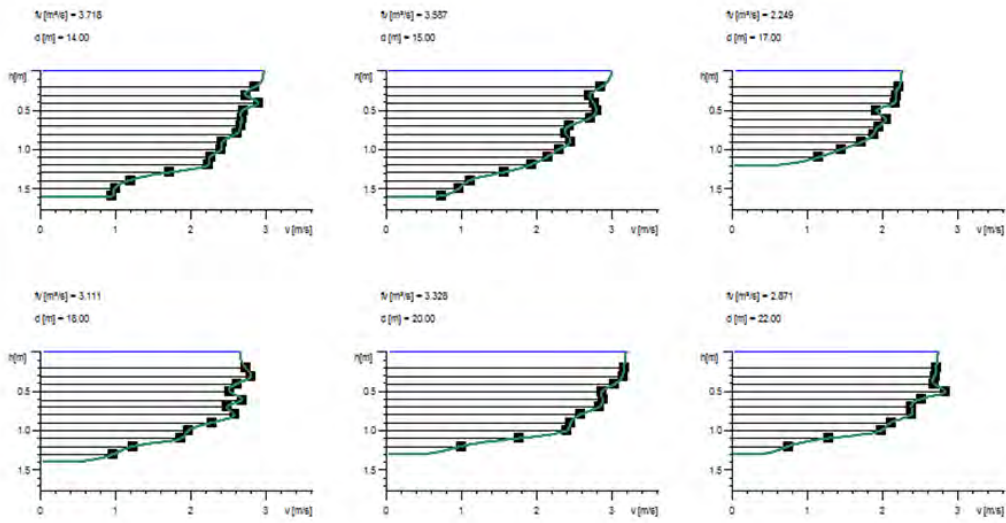 fv [m²/s] = 3.718
d [m] = 14.00
h[m]
0.5
1.0
1.5
0
1
2
3
v [m/s]
fv [m²/s] = 3.587
d [m] = 15.00
h[m]
0.5
1.0
1.5
0
1
2
3
v [m/s]
fv [m²/s] = 2.249
d [m] = 17.00
h[m]
0.5
1.0
1.5
0
1
2
3
v [m/s]
fv [m²/s] = 3.111
d [m] = 18.00
h[m]
0.5
1.0
1.5
0
1
2
3
v [m/s]
fv [m²/s] = 3.328
d [m] = 20.00
h[m]
0.5
1.0
1.5
0
1
2
3
v [m/s]
fv [m²/s] = 2.871
d [m] = 22.00
h[m]
0.5
1.0
1.5
0
1
2
3
v [m/s]